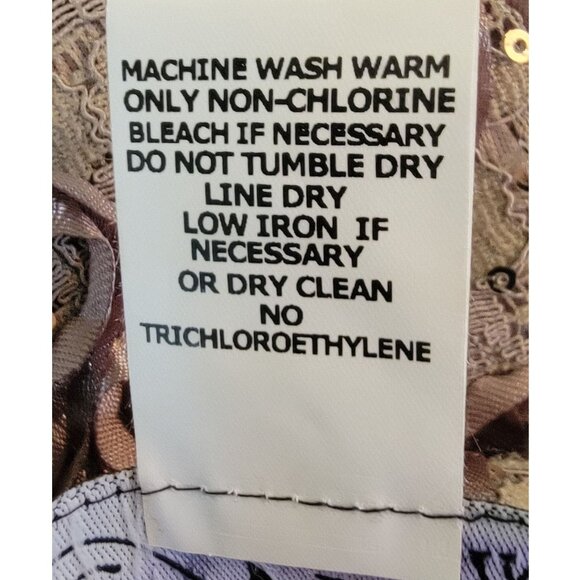 MACHINE WASH WARM
ONLY NON-CHLORINE
BLEACH IF NECESSARY
DO NOT TUMBLE DRY
LINE DRY
LOW IRON IF
NECESSARY
OR DRY CLEAN
NO
TRICHLOROETHYLENE